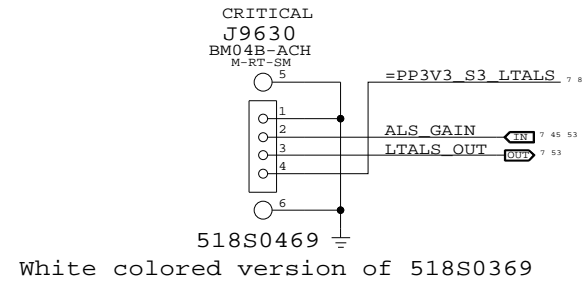 CRITICAL
J9630
BM04B-ACH
M-RT-SM
5
=PP3V3_S3_LTALS 7 8
1
2 ALS_GAIN IN 7 45 53
3 LTALS_OUT OUT 7 53
4
6
518S0469
White colored version of 518S0369